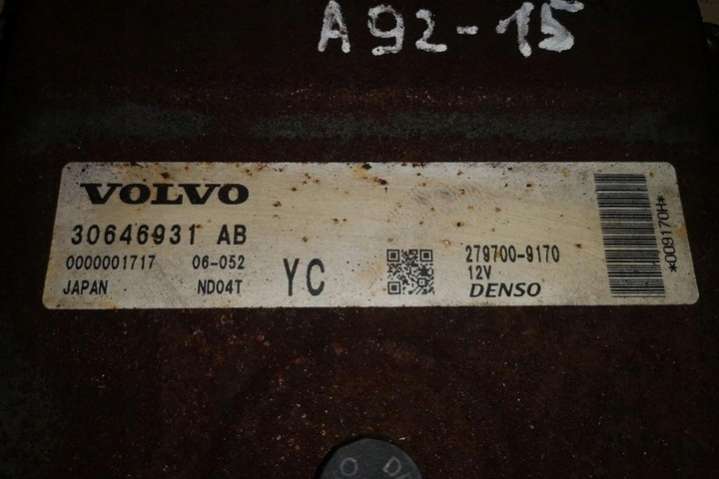 A92-15
VOLVO
30646931 AB
0000001717 06-052
JAPAN ND04T
YC
279700-9170
12V
DENSO
*009170H*